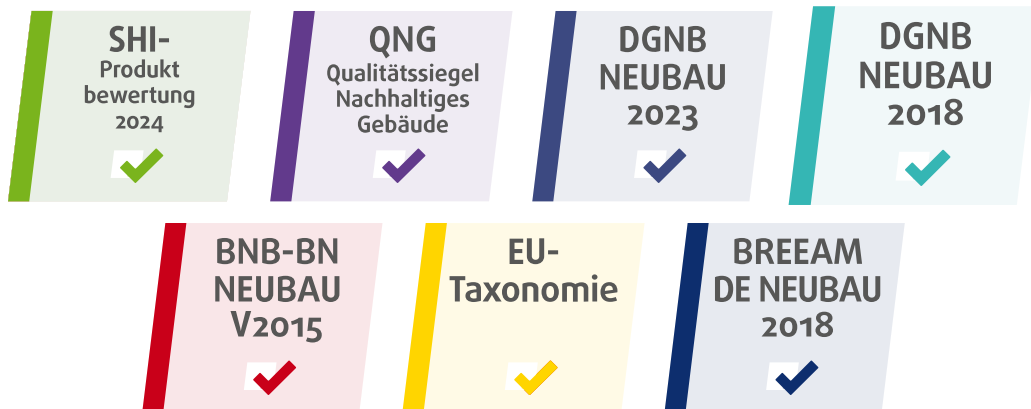 SHI-
Produkt
bewertung
2024
QNG
Qualitätssiegel
Nachhaltiges
Gebäude
DGNB
NEUBAU
2023
DGNB
NEUBAU
2018
BNB-BN
NEUBAU
V2015
EU-
Taxonomie
BREEAM
DE NEUBAU
2018